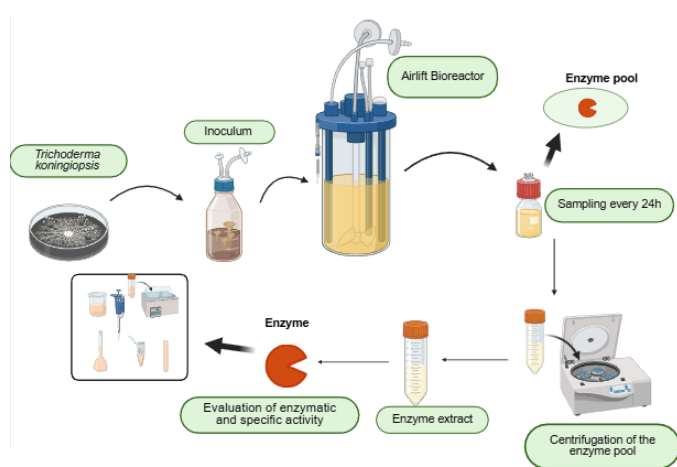 Trichoderma
koningiopsis
Inoculum
Airlift Bioreactor
Enzyme pool
Sampling every 24h
Centrifugation of the
enzyme pool
Enzyme extract
Enzyme
Evaluation of enzymatic
and specific activity